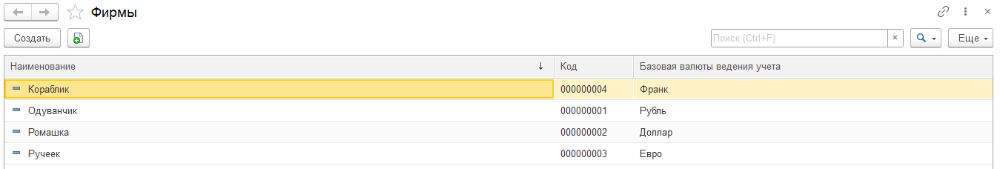 Фирмы
Создать Поиск (Ctrl+F) × Еще
Наименование ↓ Код Базовая валюты ведения учета
Кораблик 000000004 Франк
Одуванчик 000000001 Рубль
Ромашка 000000002 Доллар
Ручеек 000000003 Евро